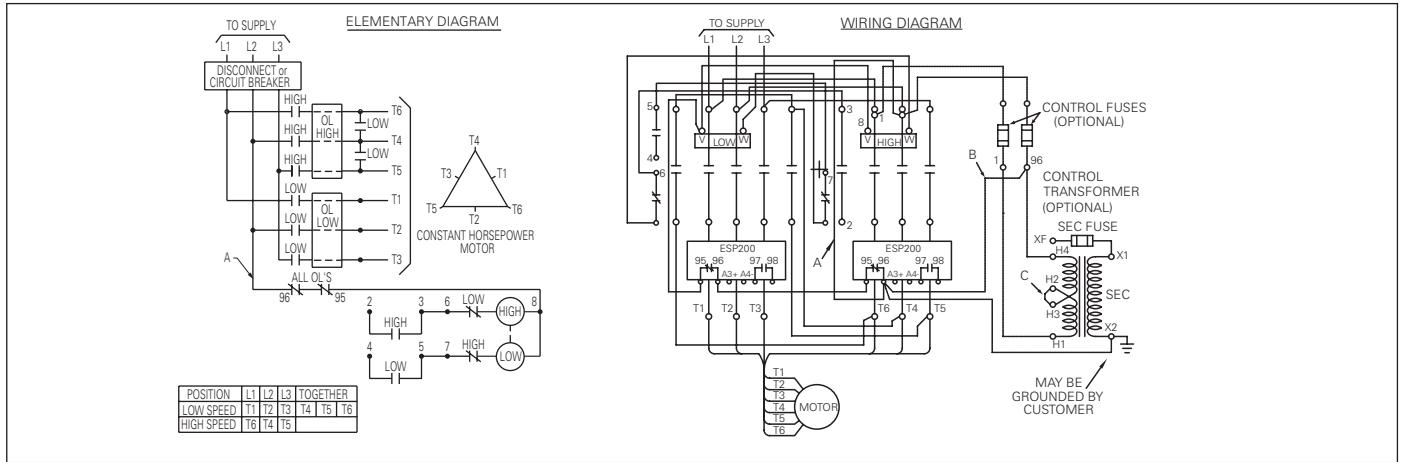 ELEMENTARY DIAGRAM
TO SUPPLY
L1 L2 L3
DISCONNECT or
CIRCUIT BREAKER
HIGH
HIGH
HIGH
OL
HIGH
T6
LOW
T4
LOW
T5
LOW
LOW
LOW
OL
LOW
T1
T2
T3
T4
T3 T1
T5 T6
T2
CONSTANT HORSEPOWER
MOTOR
A
ALL OL'S
96 95
2 3 6 LOW HIGH 8
HIGH
4 5 7 HIGH LOW
LOW
POSITION L1 L2 L3 TOGETHER
LOW SPEED T1 T2 T3 T4 T5 T6
HIGH SPEED T6 T4 T5
WIRING DIAGRAM
TO SUPPLY
L1 L2 L3
5 3 1
8
V LOW W V HIGH W
4
6 7
2
A
ESP200
95 96 97 98
A3+ A4-
ESP200
95 96 97 98
A3+ A4-
T1 T2 T3 T6 T4 T5
T1
T2
T3
T4
T5
T6
MOTOR
CONTROL FUSES
(OPTIONAL)
B
1 96
CONTROL
TRANSFORMER
(OPTIONAL)
SEC FUSE
XF
H4 X1
C H2
SEC
H3
X2
H1
MAY BE
GROUNDED BY
CUSTOMER